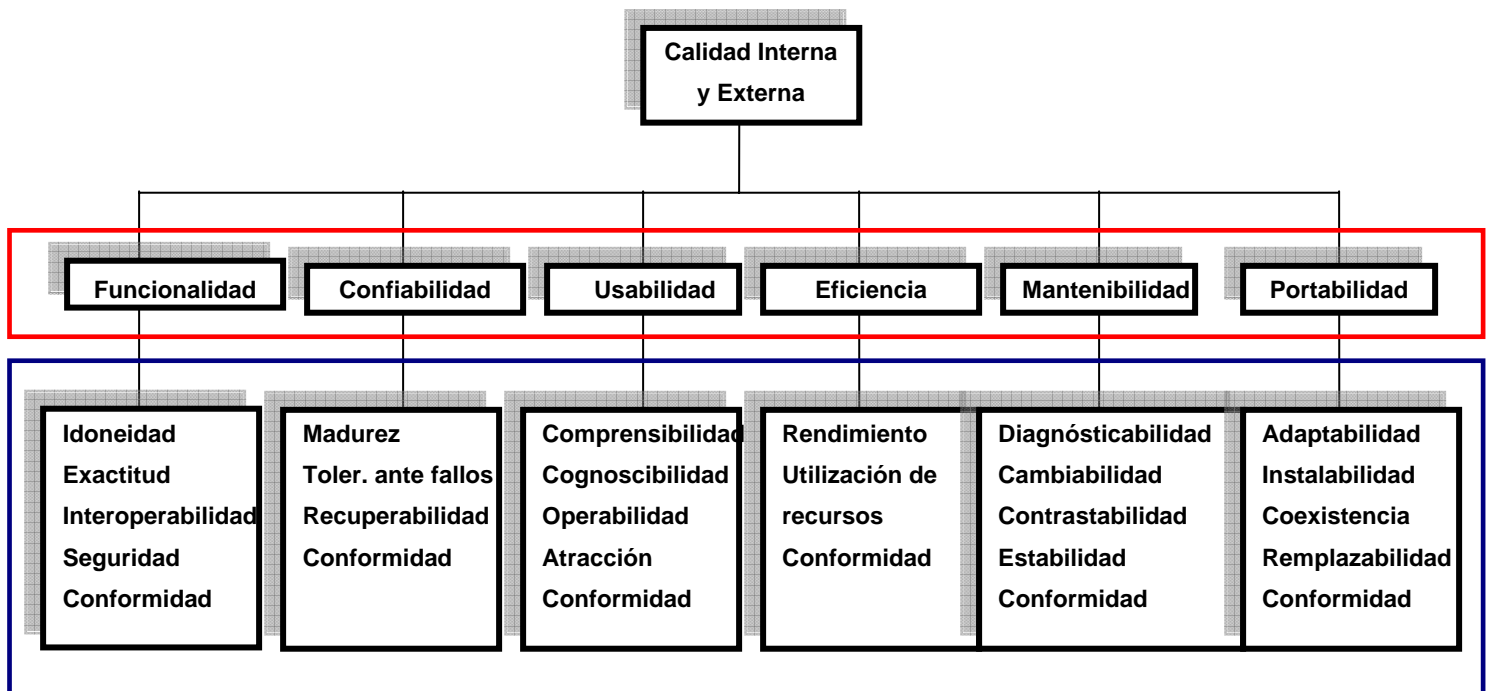 Calidad Interna
y Externa
Funcionalidad
Confiabilidad
Usabilidad
Eficiencia
Mantenibilidad
Portabilidad
Idoneidad
Exactitud
Interoperabilidad
Seguridad
Conformidad
Madurez
Toler. ante fallos
Recuperabilidad
Conformidad
Comprensibilidad
Cognoscibilidad
Operabilidad
Atracción
Conformidad
Rendimiento
Utilización de
recursos
Conformidad
Diagnósticabilidad
Cambiabilidad
Contrastabilidad
Estabilidad
Conformidad
Adaptabilidad
Instalabilidad
Coexistencia
Remplazabilidad
Conformidad